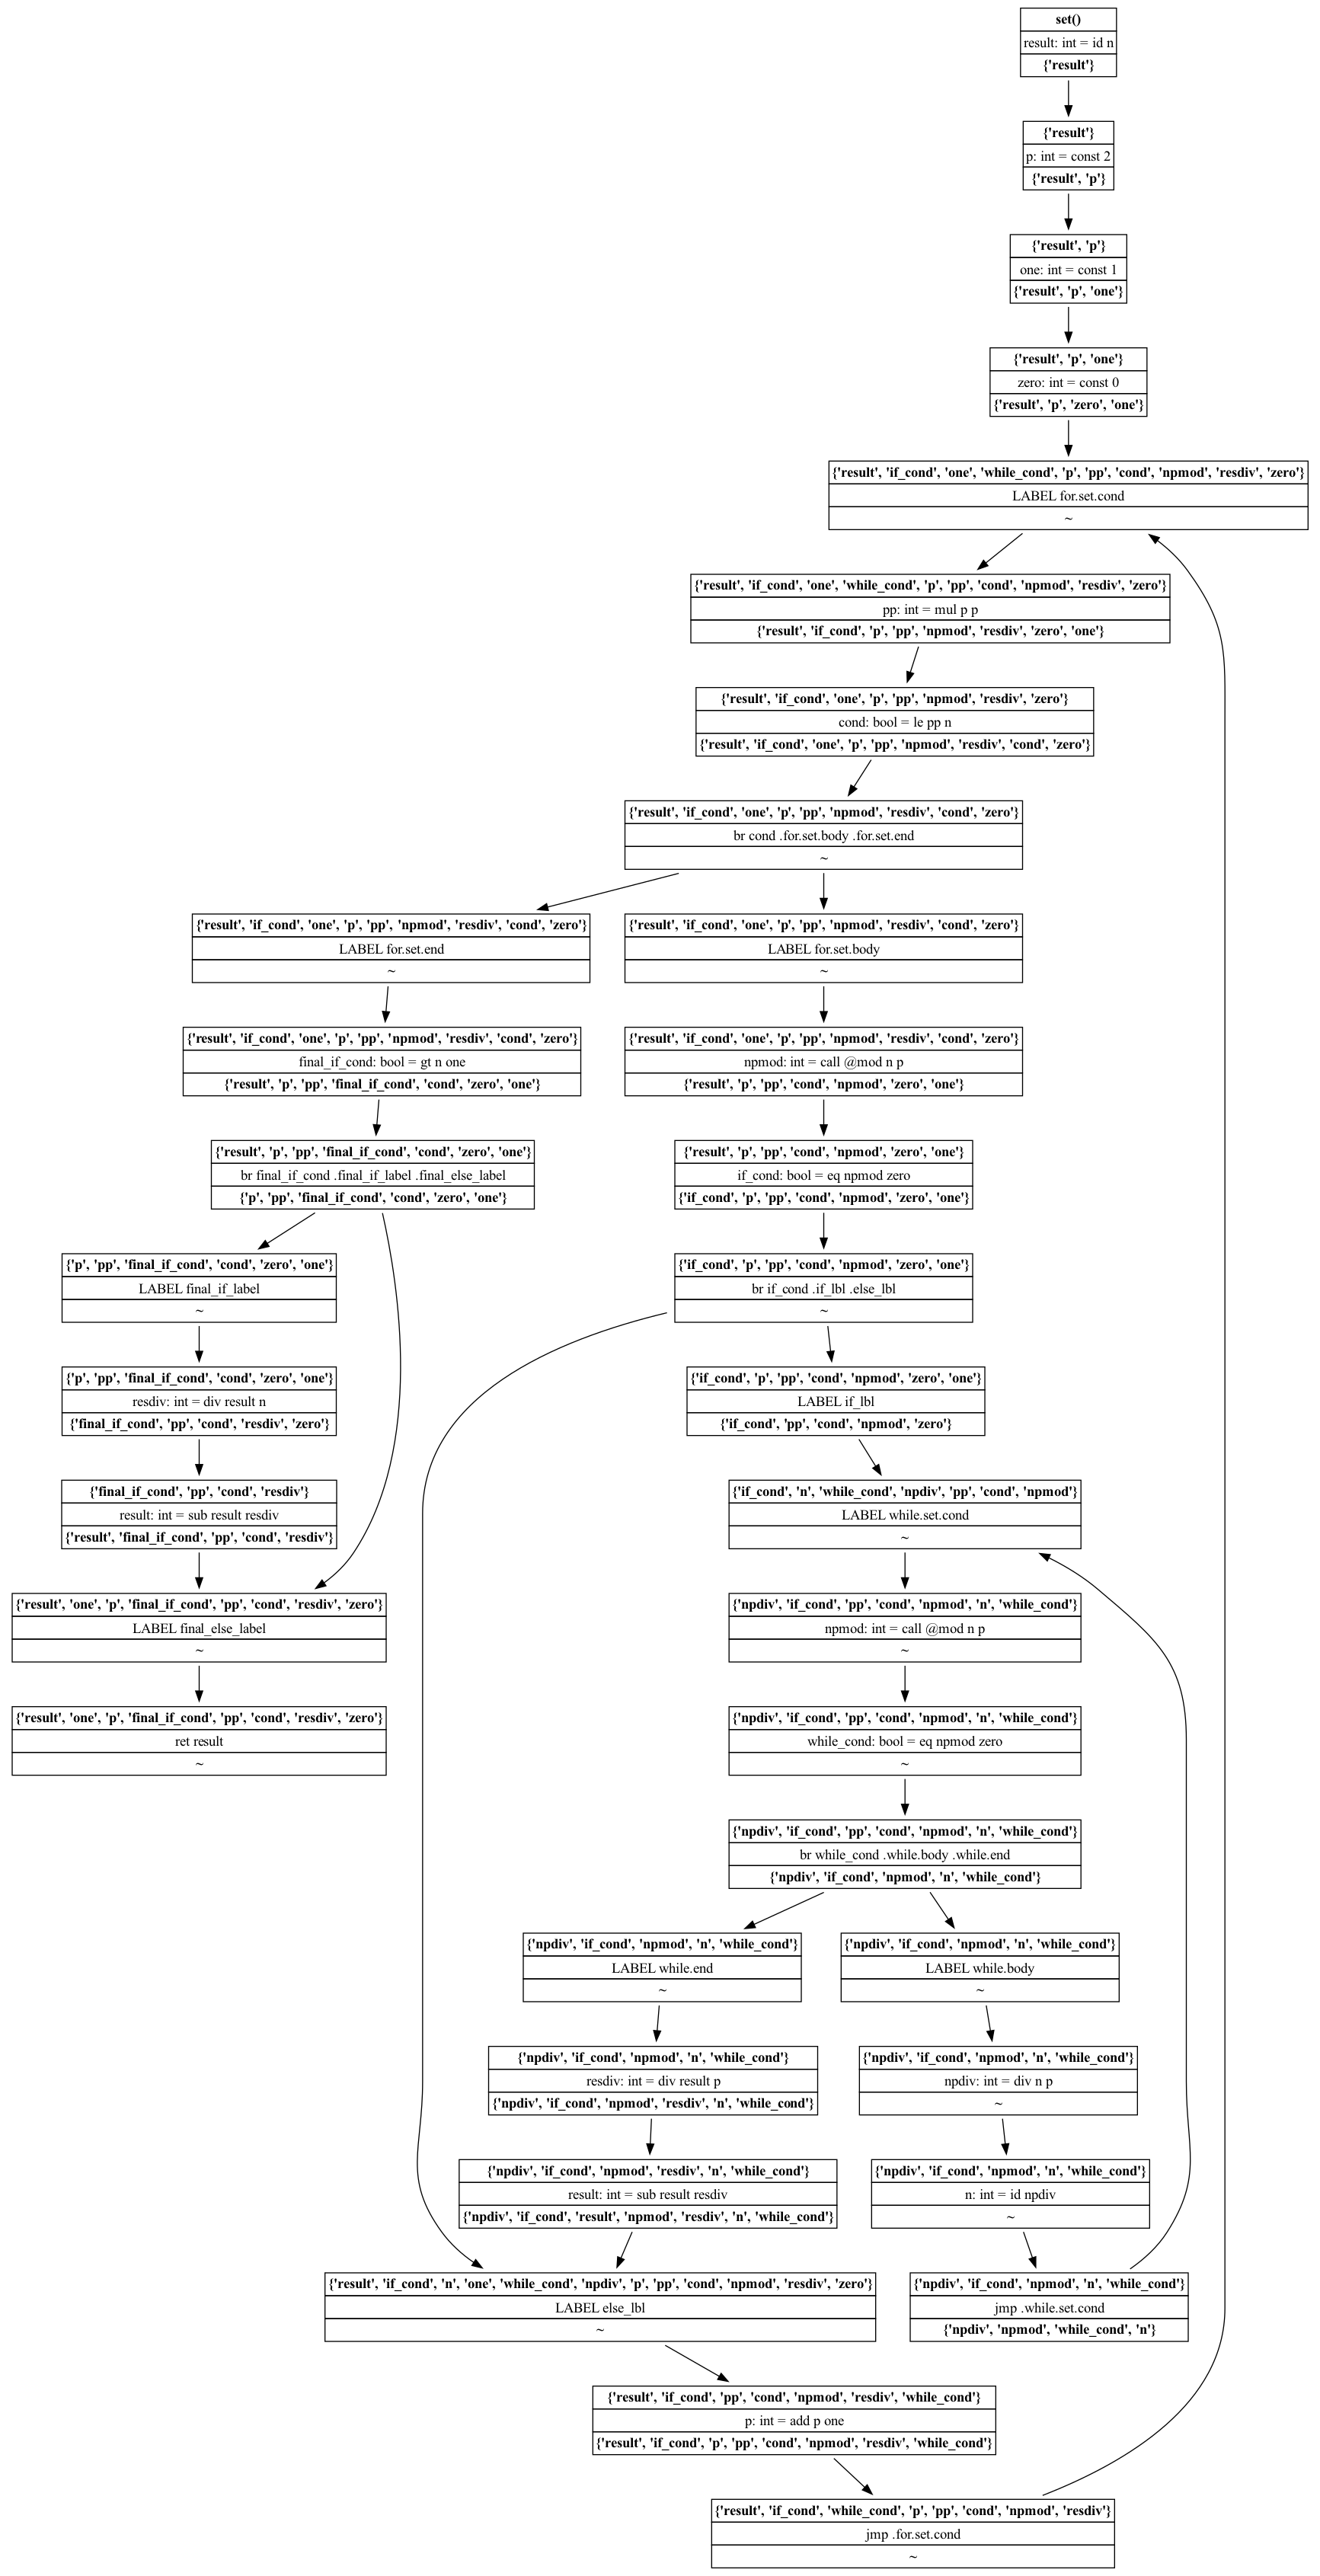 set()
result: int = id n
{'result'}
{'result'}
p: int = const 2
{'result', 'p'}
{'result', 'p'}
one: int = const 1
{'result', 'p', 'one'}
{'result', 'p', 'one'}
zero: int = const 0
{'result', 'p', 'zero', 'one'}
{'result', 'if_cond', 'one', 'while_cond', 'p', 'pp', 'cond', 'npmod', 'resdiv', 'zero'}
LABEL for.set.cond
~
{'result', 'if_cond', 'one', 'while_cond', 'p', 'pp', 'cond', 'npmod', 'resdiv', 'zero'}
pp: int = mul p p
{'result', 'if_cond', 'p', 'pp', 'npmod', 'resdiv', 'zero', 'one'}
{'result', 'if_cond', 'one', 'p', 'pp', 'npmod', 'resdiv', 'zero'}
cond: bool = le pp n
{'result', 'if_cond', 'one', 'p', 'pp', 'npmod', 'resdiv', 'cond', 'zero'}
{'result', 'if_cond', 'one', 'p', 'pp', 'npmod', 'resdiv', 'cond', 'zero'}
br cond .for.set.body .for.set.end
~
{'result', 'if_cond', 'one', 'p', 'pp', 'npmod', 'resdiv', 'cond', 'zero'}
LABEL for.set.end
~
{'result', 'if_cond', 'one', 'p', 'pp', 'npmod', 'resdiv', 'cond', 'zero'}
LABEL for.set.body
~
{'result', 'if_cond', 'one', 'p', 'pp', 'npmod', 'resdiv', 'cond', 'zero'}
final_if_cond: bool = gt n one
{'result', 'p', 'pp', 'final_if_cond', 'cond', 'zero', 'one'}
{'result', 'if_cond', 'one', 'p', 'pp', 'npmod', 'resdiv', 'cond', 'zero'}
npmod: int = call @mod n p
{'result', 'p', 'pp', 'cond', 'npmod', 'zero', 'one'}
{'result', 'p', 'pp', 'final_if_cond', 'cond', 'zero', 'one'}
br final_if_cond .final_if_label .final_else_label
{'p', 'pp', 'final_if_cond', 'cond', 'zero', 'one'}
{'result', 'p', 'pp', 'cond', 'npmod', 'zero', 'one'}
if_cond: bool = eq npmod zero
{'if_cond', 'p', 'pp', 'cond', 'npmod', 'zero', 'one'}
{'p', 'pp', 'final_if_cond', 'cond', 'zero', 'one'}
LABEL final_if_label
~
{'if_cond', 'p', 'pp', 'cond', 'npmod', 'zero', 'one'}
br if_cond .if_lbl .else_lbl
~
{'p', 'pp', 'final_if_cond', 'cond', 'zero', 'one'}
resdiv: int = div result n
{'final_if_cond', 'pp', 'cond', 'resdiv', 'zero'}
{'if_cond', 'p', 'pp', 'cond', 'npmod', 'zero', 'one'}
LABEL if_lbl
{'if_cond', 'pp', 'cond', 'npmod', 'zero'}
{'final_if_cond', 'pp', 'cond', 'resdiv'}
result: int = sub result resdiv
{'result', 'final_if_cond', 'pp', 'cond', 'resdiv'}
{'if_cond', 'n', 'while_cond', 'npdiv', 'pp', 'cond', 'npmod'}
LABEL while.set.cond
~
{'result', 'one', 'p', 'final_if_cond', 'pp', 'cond', 'resdiv', 'zero'}
LABEL final_else_label
~
{'npdiv', 'if_cond', 'pp', 'cond', 'npmod', 'n', 'while_cond'}
npmod: int = call @mod n p
~
{'result', 'one', 'p', 'final_if_cond', 'pp', 'cond', 'resdiv', 'zero'}
ret result
~
{'npdiv', 'if_cond', 'pp', 'cond', 'npmod', 'n', 'while_cond'}
while_cond: bool = eq npmod zero
~
{'npdiv', 'if_cond', 'pp', 'cond', 'npmod', 'n', 'while_cond'}
br while_cond .while.body .while.end
{'npdiv', 'if_cond', 'npmod', 'n', 'while_cond'}
{'npdiv', 'if_cond', 'npmod', 'n', 'while_cond'}
LABEL while.end
~
{'npdiv', 'if_cond', 'npmod', 'n', 'while_cond'}
LABEL while.body
~
{'npdiv', 'if_cond', 'npmod', 'n', 'while_cond'}
resdiv: int = div result p
{'npdiv', 'if_cond', 'npmod', 'resdiv', 'n', 'while_cond'}
{'npdiv', 'if_cond', 'npmod', 'n', 'while_cond'}
npdiv: int = div n p
~
{'npdiv', 'if_cond', 'npmod', 'resdiv', 'n', 'while_cond'}
result: int = sub result resdiv
{'npdiv', 'if_cond', 'result', 'npmod', 'resdiv', 'n', 'while_cond'}
{'npdiv', 'if_cond', 'npmod', 'n', 'while_cond'}
n: int = id npdiv
~
{'result', 'if_cond', 'n', 'one', 'while_cond', 'npdiv', 'p', 'pp', 'cond', 'npmod', 'resdiv', 'zero'}
LABEL else_lbl
~
{'npdiv', 'if_cond', 'npmod', 'n', 'while_cond'}
jmp .while.set.cond
{'npdiv', 'npmod', 'while_cond', 'n'}
{'result', 'if_cond', 'pp', 'cond', 'npmod', 'resdiv', 'while_cond'}
p: int = add p one
{'result', 'if_cond', 'p', 'pp', 'cond', 'npmod', 'resdiv', 'while_cond'}
{'result', 'if_cond', 'while_cond', 'p', 'pp', 'cond', 'npmod', 'resdiv'}
jmp .for.set.cond
~